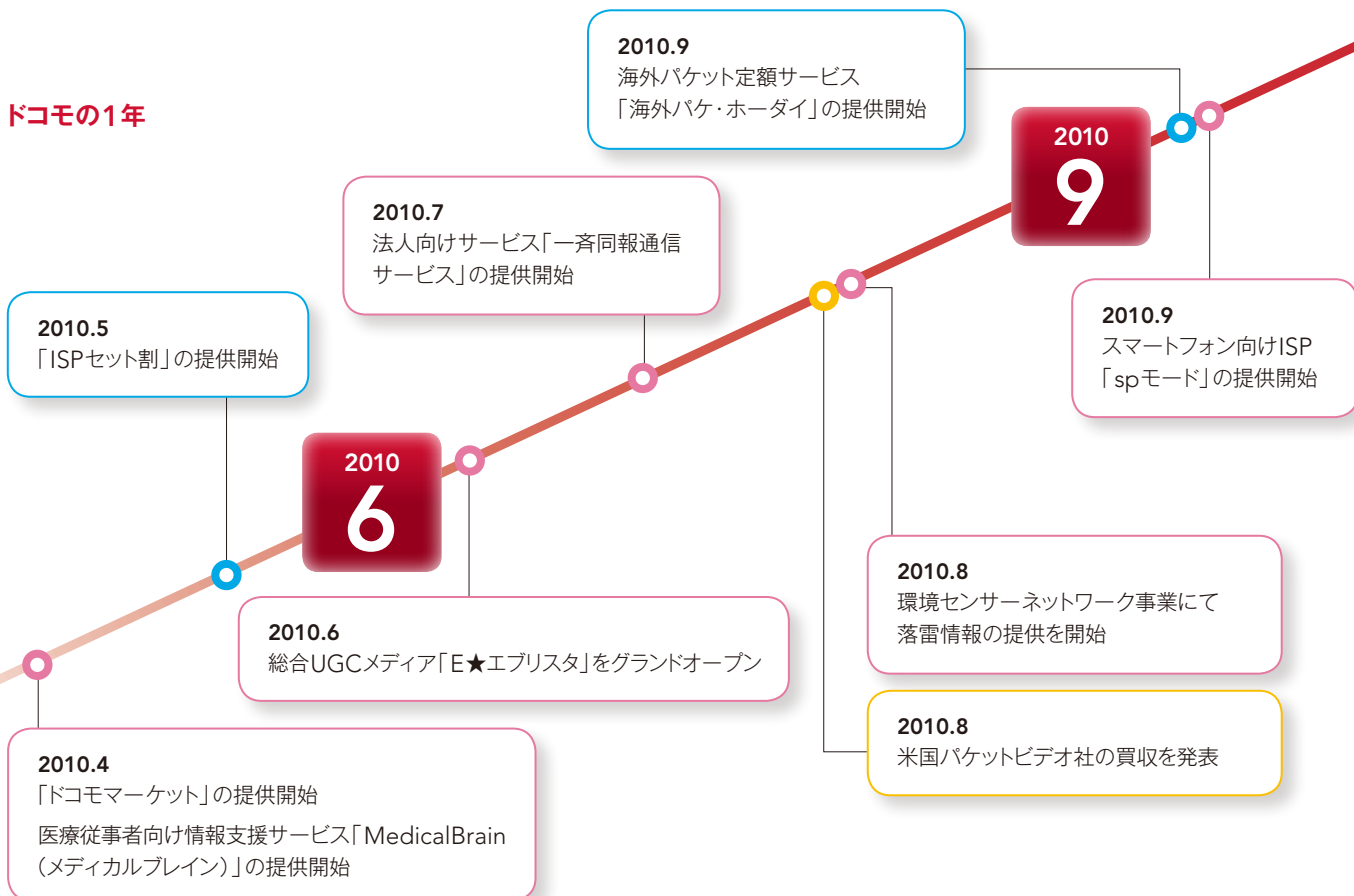 ドコモの1年
2010.9
海外パケット定額サービス
「海外パケ・ホーダイ」の提供開始
2010
9
2010.7
法人向けサービス「一斉同報通信
サービス」の提供開始
2010.9
スマートフォン向けISP
「spモード」の提供開始
2010.5
「ISPセット割」の提供開始
2010
6
2010.8
環境センサーネットワーク事業にて
落雷情報の提供を開始
2010.6
総合UGCメディア「E★エブリスタ」をグランドオープン
2010.8
米国パケットビデオ社の買収を発表
2010.4
「ドコモマーケット」の提供開始
医療従事者向け情報支援サービス「MedicalBrain
（メディカルブレイン）」の提供開始